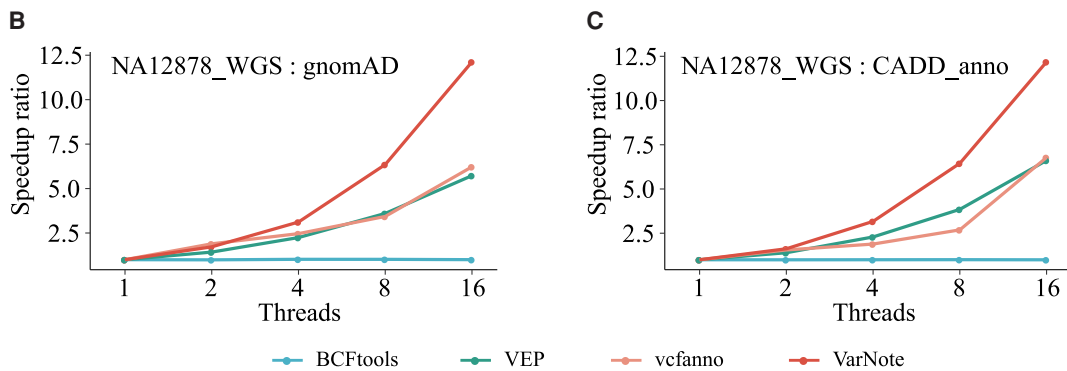 B
Speedup ratio
12.5
10.0
7.5
5.0
2.5
NA12878_WGS : gnomAD
1 2 4 8 16
Threads
C
Speedup ratio
12.5
10.0
7.5
5.0
2.5
NA12878_WGS : CADD_anno
1 2 4 8 16
Threads
BCFtools VEP vcfanno VarNote